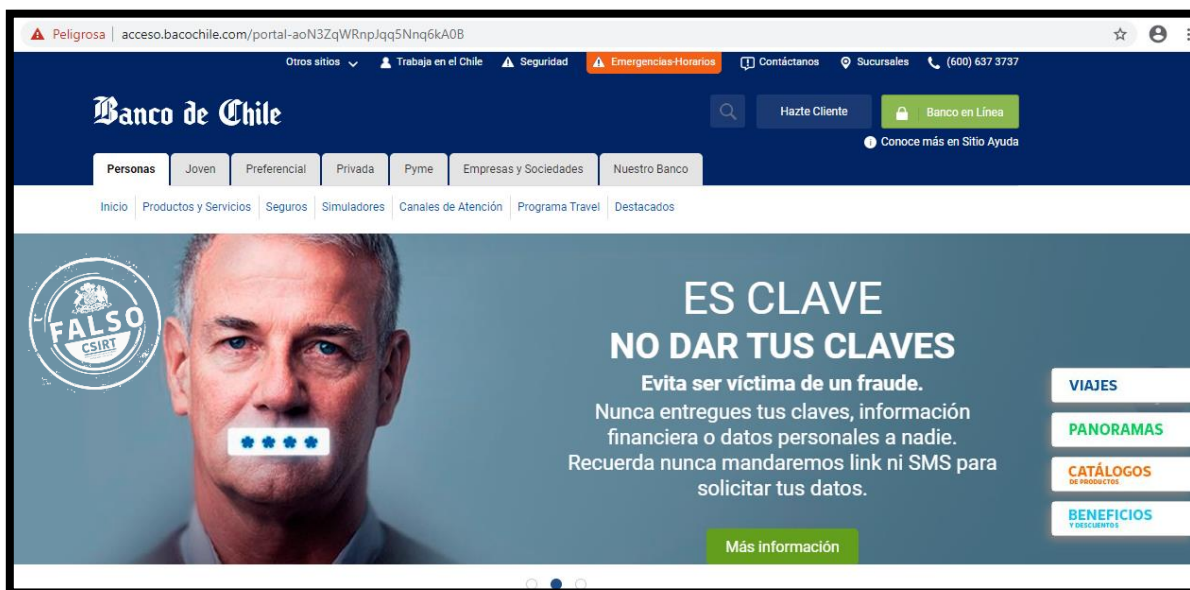 Peligrosa | acceso.bacochile.com/portal-aoN3ZqWRnpJqq5Nnq6kA0B
Otros sitios Trabaja en el Chile Seguridad Emergencias-Horarios Contáctanos Sucursales (600) 637 3737
Banco de Chile
Hazte Cliente Banco en Línea
Conoce más en Sitio Ayuda
Personas Joven Preferencial Privada Pyme Empresas y Sociedades Nuestro Banco
Inicio Productos y Servicios Seguros Simuladores Canales de Atención Programa Travel Destacados
FALSO
CSIRT
****
ES CLAVE
NO DAR TUS CLAVES
Evita ser víctima de un fraude.
Nunca entregues tus claves, información
financiera o datos personales a nadie.
Recuerda nunca mandaremos link ni SMS para
solicitar tus datos.
Más información
VIAJES
PANORAMAS
CATÁLOGOS
DE PRODUCTOS
BENEFICIOS
Y DESCUENTOS